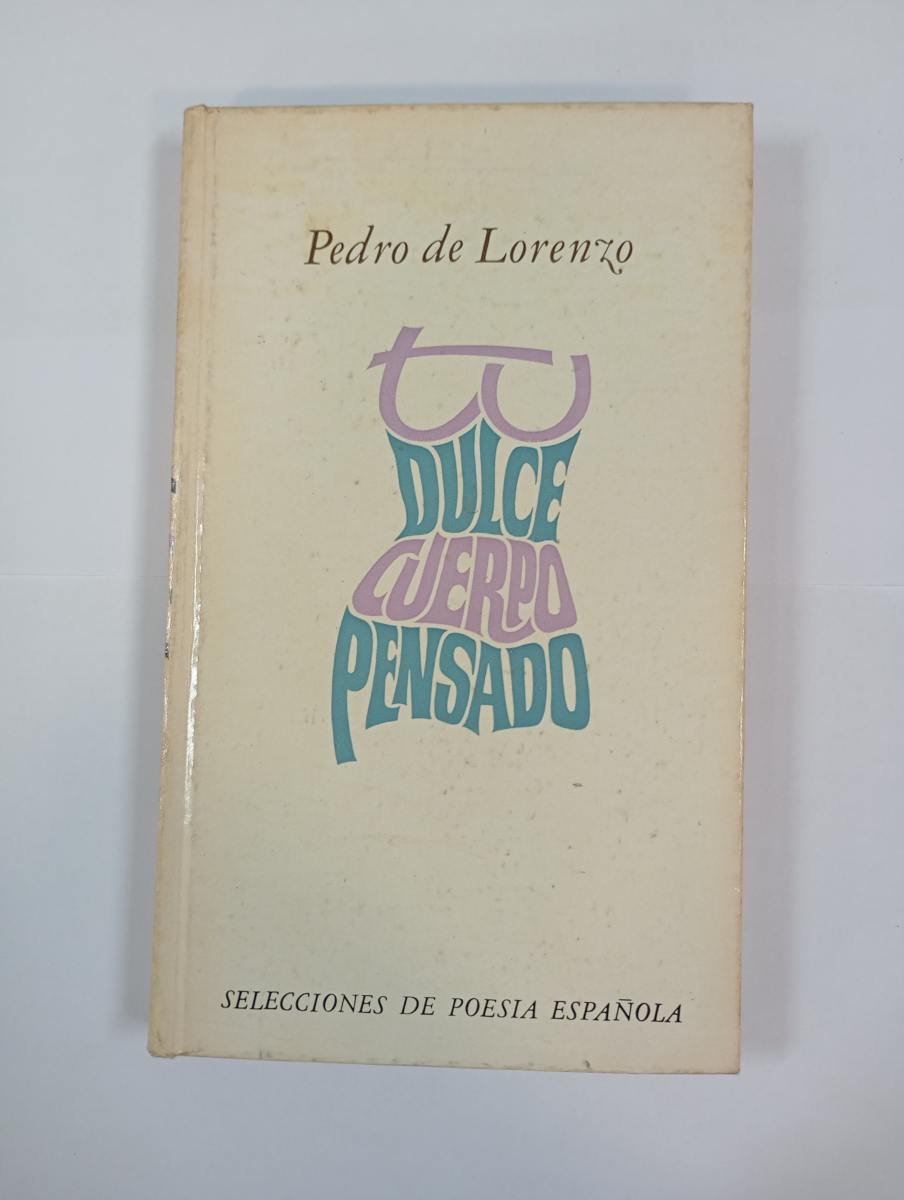 Pedro de Lorenzo
tu
DULCE
CUERPO
PENSADO
SELECCIONES DE POESIA ESPAÑOLA